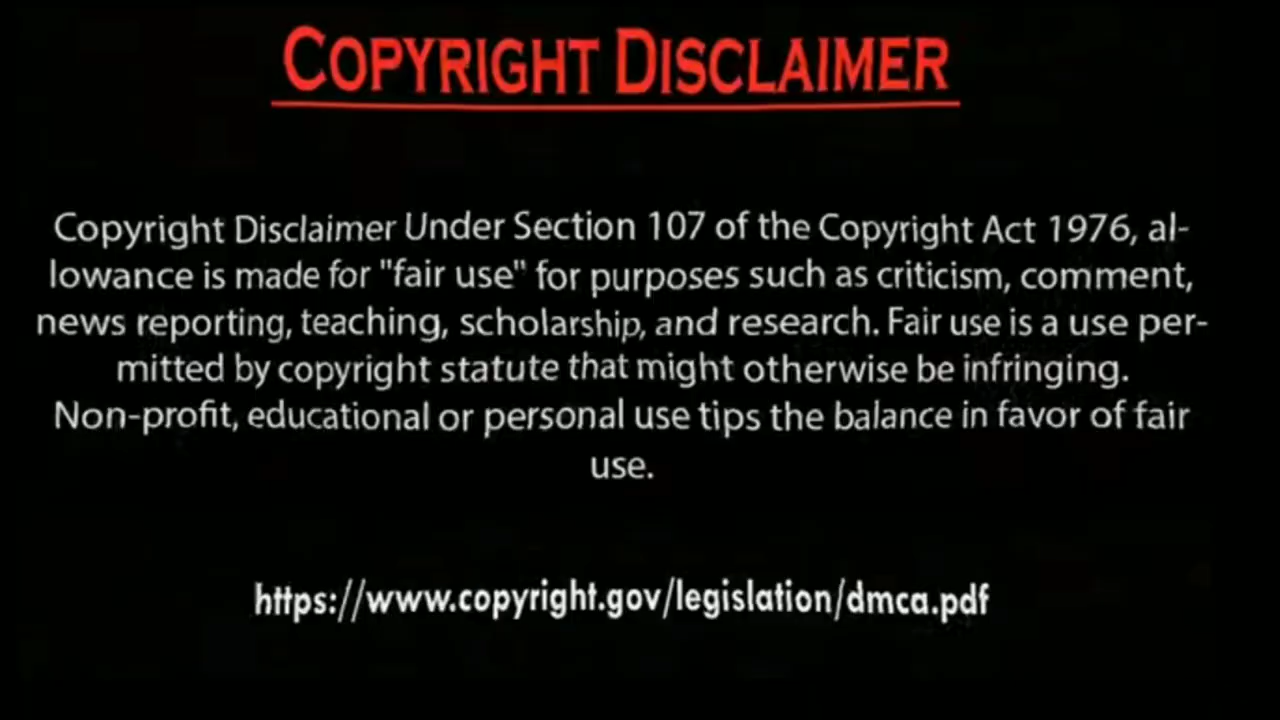 COPYRIGHT DISCLAIMER
Copyright Disclaimer Under Section 107 of the Copyright Act 1976, al-
lowance is made for "fair use" for purposes such as criticism, comment,
news reporting, teaching, scholarship, and research. Fair use is a use per-
mitted by copyright statute that might otherwise be infringing.
Non-profit, educational or personal use tips the balance in favor of fair
use.
https://www.copyright.gov/legislation/dmca.pdf